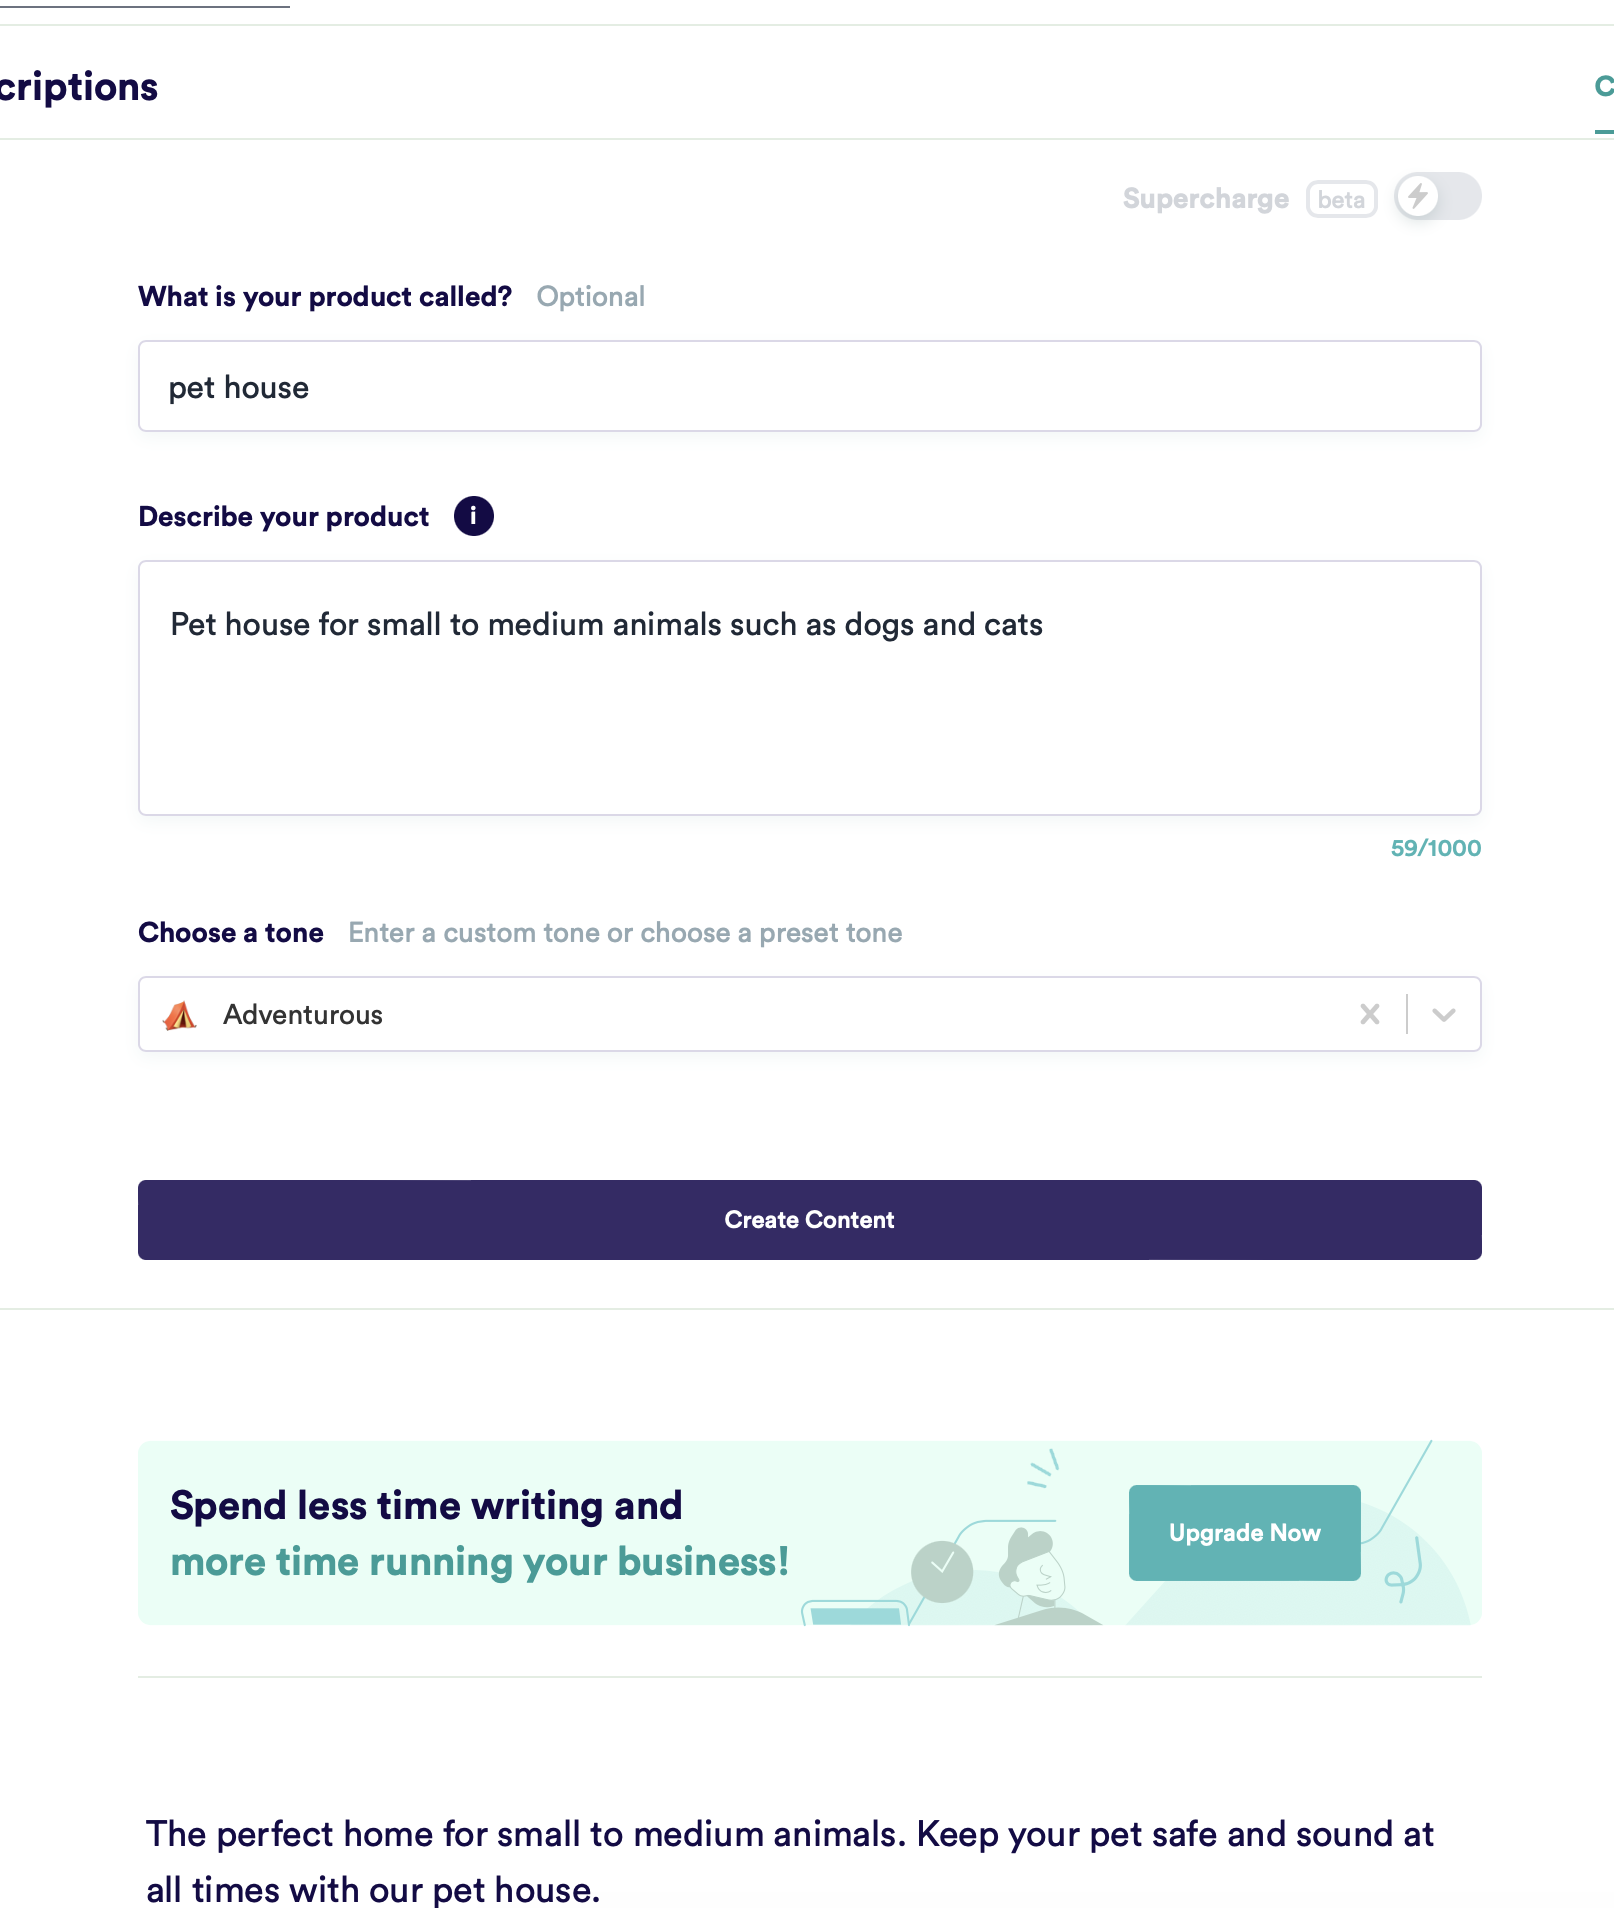 criptions
Supercharge beta
What is your product called? Optional
pet house
Describe your product i
Pet house for small to medium animals such as dogs and cats
59/1000
Choose a tone Enter a custom tone or choose a preset tone
Adventurous
Create Content
Spend less time writing and
more time running your business!
Upgrade Now
The perfect home for small to medium animals. Keep your pet safe and sound at
all times with our pet house.